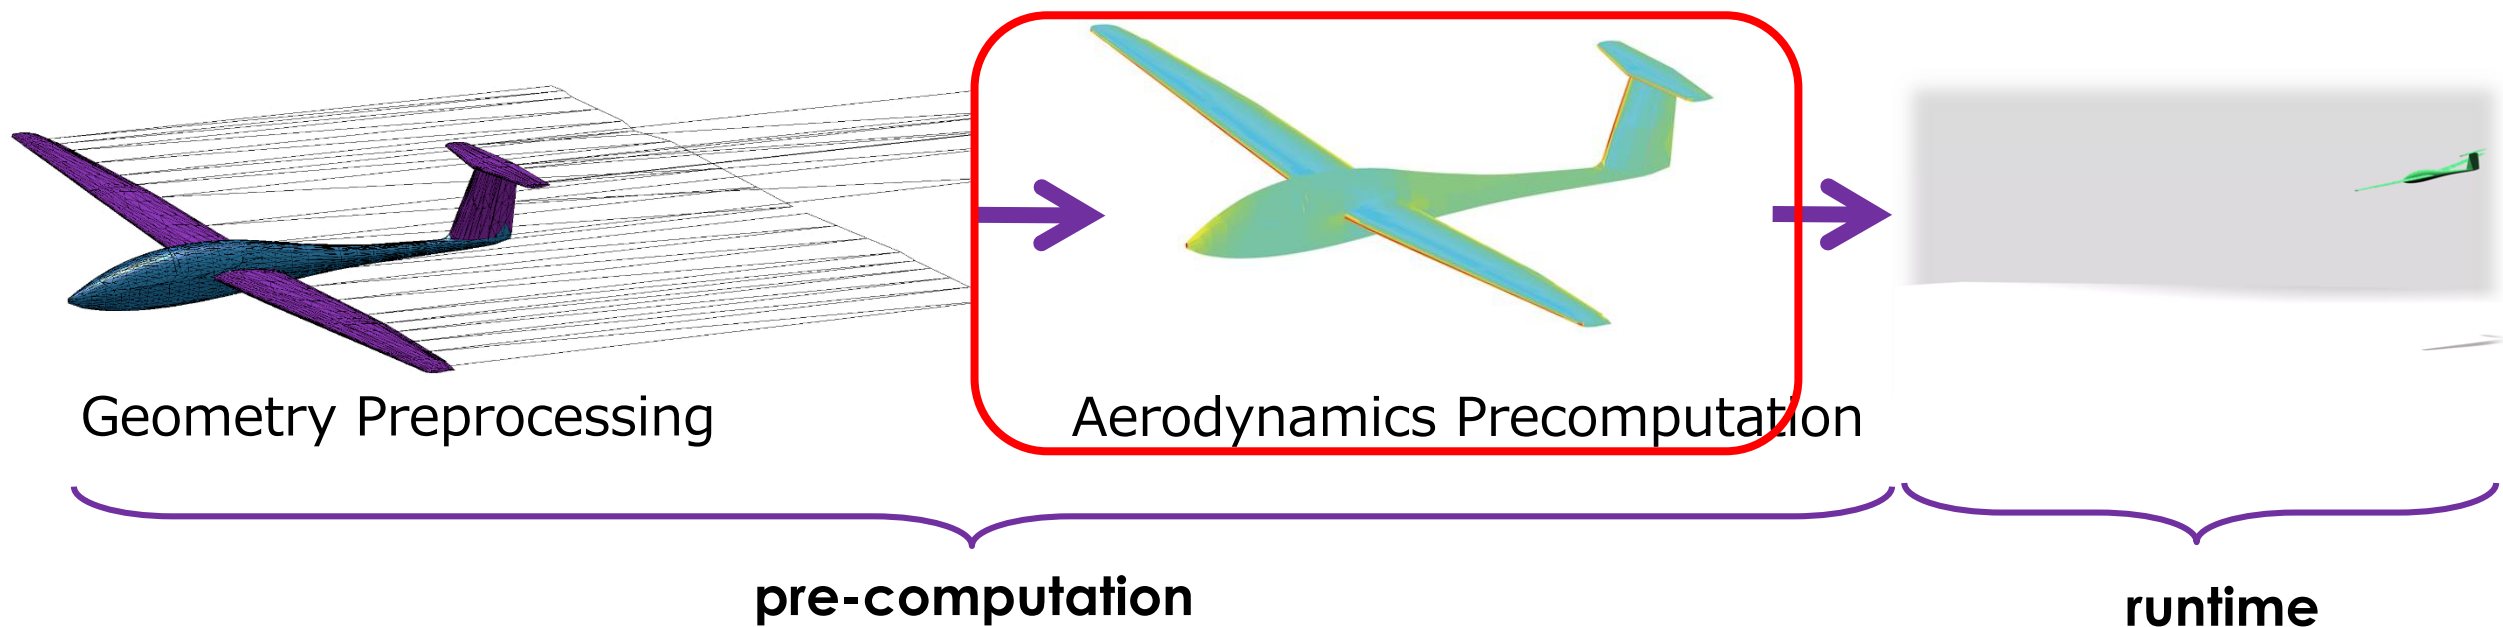 Geometry Preprocessing
Aerodynamics Precomputation
pre-computation
runtime